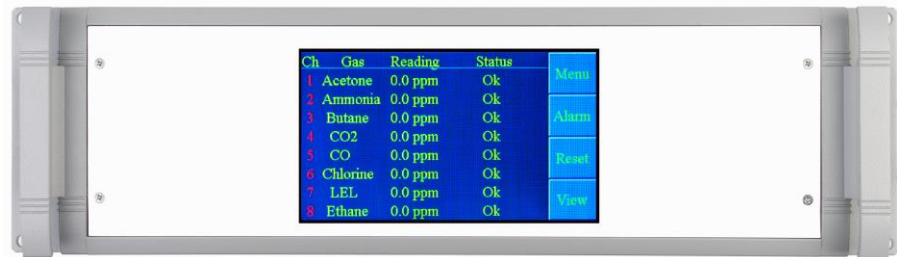 Ch Gas Reading Status
1 Acetone 0.0 ppm Ok
2 Ammonia 0.0 ppm Ok
3 Butane 0.0 ppm Ok
4 CO2 0.0 ppm Ok
5 CO 0.0 ppm Ok
6 Chlorine 0.0 ppm Ok
7 LEL 0.0 ppm Ok
8 Ethane 0.0 ppm Ok
Menu
Alarm
Reset
View